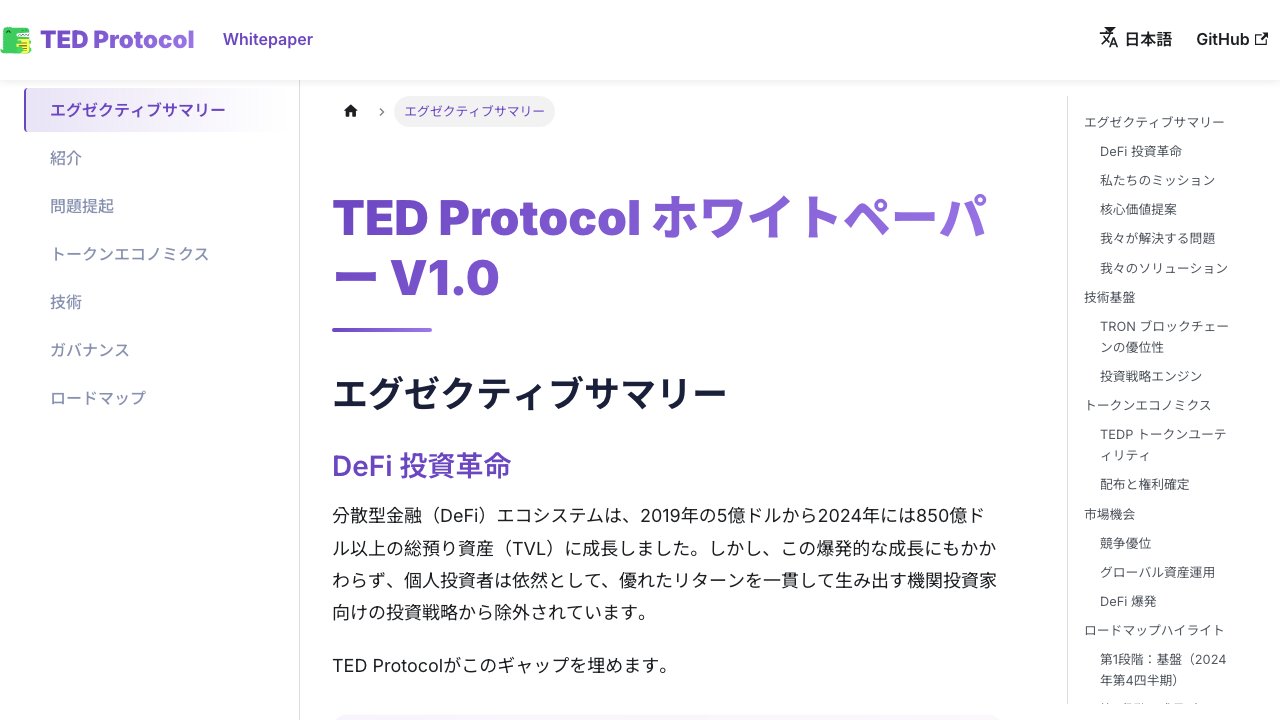 TED Protocol
Whitepaper
日本語
GitHub
エグゼクティブサマリー
紹介
問題提起
トークンエコノミクス
技術
ガバナンス
ロードマップ
エグゼクティブサマリー
TED Protocol ホワイトペーパ
ー V1.0
エグゼクティブサマリー
DeFi 投資革命
分散型金融（DeFi）エコシステムは、2019年の5億ドルから2024年には850億ド
ル以上の総預り資産（TVL）に成長しました。しかし、この爆発的な成長にもかか
わらず、個人投資者は依然として、優れたリターンを一貫して生み出す機関投資家
向けの投資戦略から除外されています。
TED Protocolがこのギャップを埋めます。
エグゼクティブサマリー
DeFi 投資革命
私たちのミッション
核心価値提案
我々が解決する問題
我々のソリューション
技術基盤
TRON ブロックチェー
ンの優位性
投資戦略エンジン
トークンエコノミクス
TEDP トークンユーテ
ィリティ
配布と権利確定
市場機会
競争優位
グローバル資産運用
DeFi 爆発
ロードマップハイライト
第1段階：基盤（2024
年第4四半期）